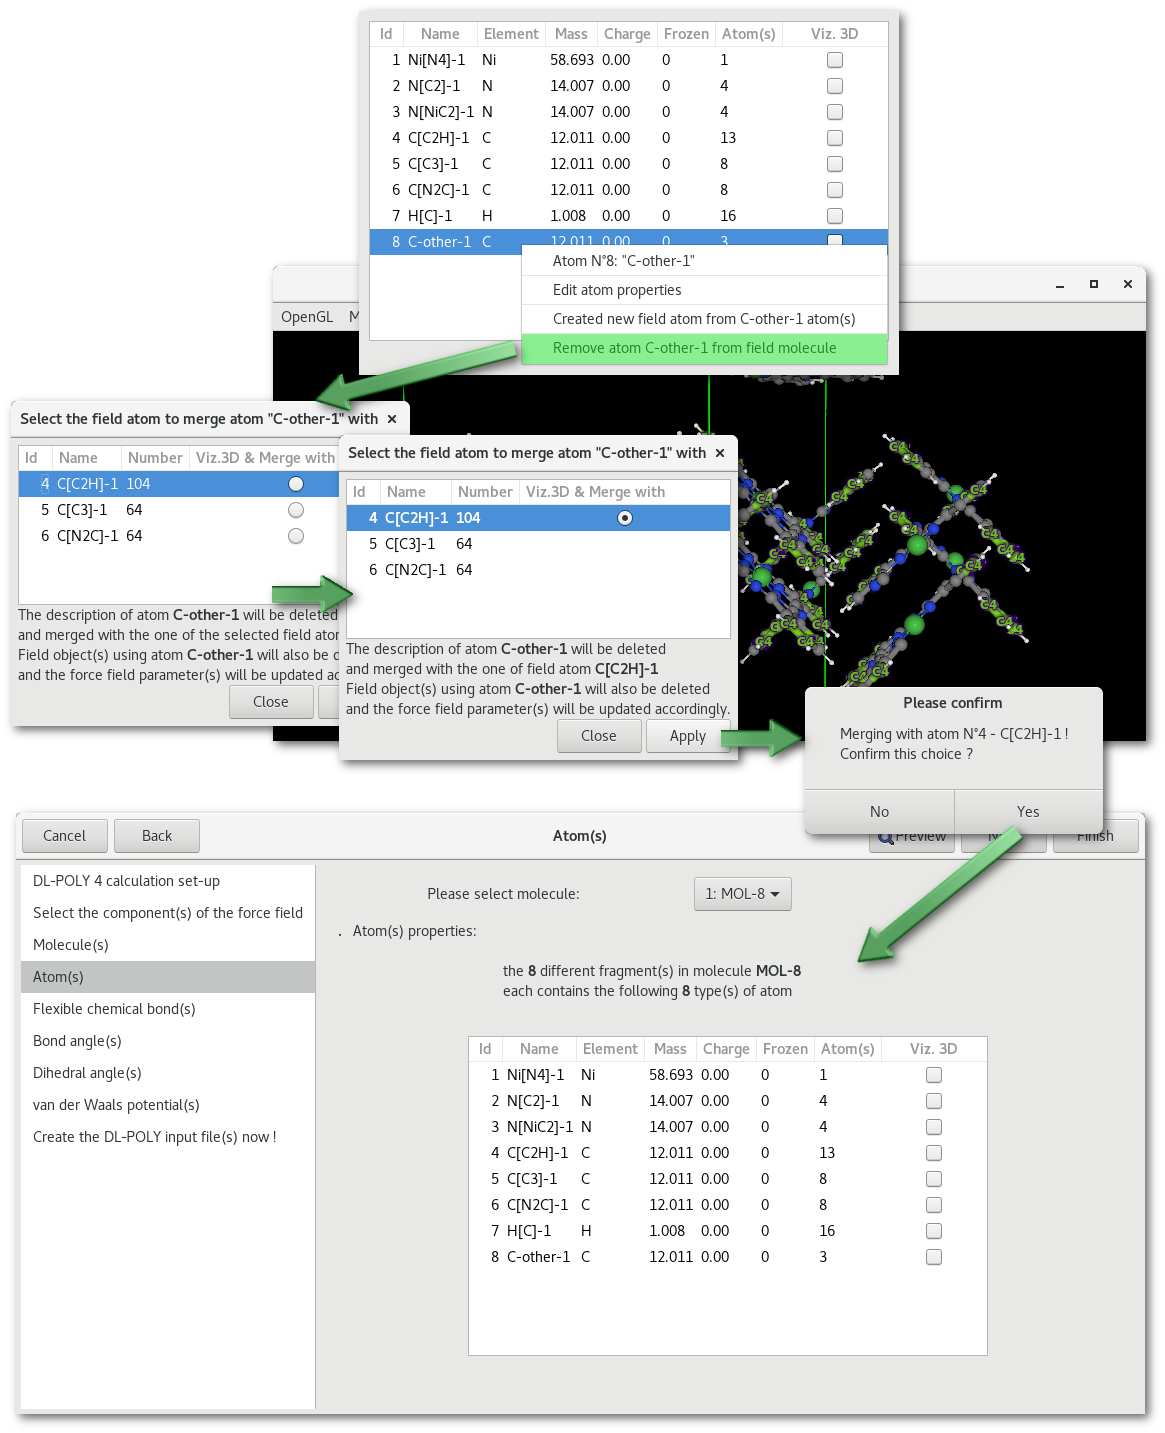 Id Name Element Mass Charge Frozen Atom(s) Viz. 3D
1 Ni[N4]-1 Ni 58.693 0.00 0 1
2 N[C2]-1 N 14.007 0.00 0 4
3 N[NiC2]-1 N 14.007 0.00 0 4
4 C[C2H]-1 C 12.011 0.00 0 13
5 C[C3]-1 C 12.011 0.00 0 8
6 C[N2C]-1 C 12.011 0.00 0 8
7 H[C]-1 H 1.008 0.00 0 16
8 C-other-1 C 12.011 0.00 0 3
Atom N°8: "C-other-1"
Edit atom properties
Created new field atom from C-other-1 atom(s)
Remove atom C-other-1 from field molecule
OpenGL M
Select the field atom to merge atom "C-other-1" with
Id Name Number Viz.3D & Merge with
4 C[C2H]-1 104
5 C[C3]-1 64
6 C[N2C]-1 64
The description of atom C-other-1 will be deleted
and merged with the one of the selected field ator
Field object(s) using atom C-other-1 will also be d
and the force field parameter(s) will be updated ac
Close
Select the field atom to merge atom "C-other-1" with
Id Name Number Viz.3D & Merge with
4 C[C2H]-1 104
5 C[C3]-1 64
6 C[N2C]-1 64
The description of atom C-other-1 will be deleted
and merged with the one of field atom C[C2H]-1
Field object(s) using atom C-other-1 will also be deleted
and the force field parameter(s) will be updated accordingly.
Close Apply
Please confirm
Merging with atom N°4 - C[C2H]-1 !
Confirm this choice ?
No Yes
Cancel Back Atom(s) Preview Finish
DL-POLY 4 calculation set-up
Select the component(s) of the force field
Molecule(s)
Atom(s)
Flexible chemical bond(s)
Bond angle(s)
Dihedral angle(s)
van der Waals potential(s)
Create the DL-POLY input file(s) now !
Please select molecule: 1: MOL-8
. Atom(s) properties:
the 8 different fragment(s) in molecule MOL-8
each contains the following 8 type(s) of atom
Id Name Element Mass Charge Frozen Atom(s) Viz. 3D
1 Ni[N4]-1 Ni 58.693 0.00 0 1
2 N[C2]-1 N 14.007 0.00 0 4
3 N[NiC2]-1 N 14.007 0.00 0 4
4 C[C2H]-1 C 12.011 0.00 0 13
5 C[C3]-1 C 12.011 0.00 0 8
6 C[N2C]-1 C 12.011 0.00 0 8
7 H[C]-1 H 1.008 0.00 0 16
8 C-other-1 C 12.011 0.00 0 3